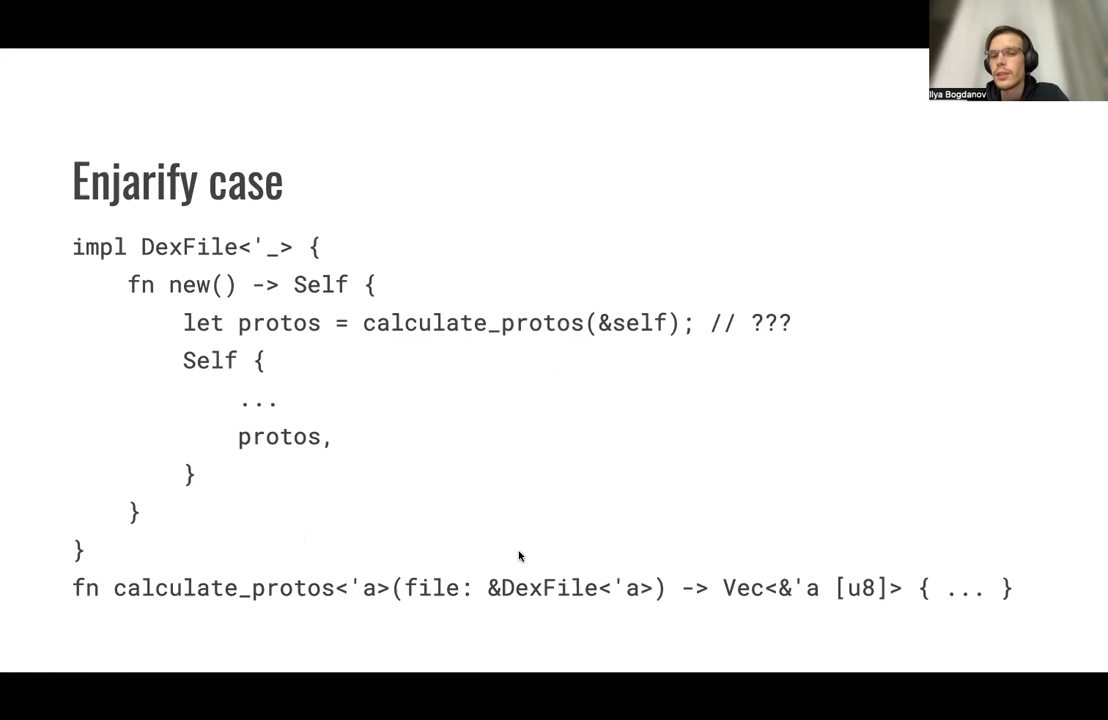 Ilya Bogdanov
Enjarify case
impl DexFile<'_> {
    fn new() -> Self {
        let protos = calculate_protos(&self); // ???
        Self {
            ...
            protos,
        }
    }
}
fn calculate_protos<'a>(file: &DexFile<'a>) -> Vec<&'a [u8]> { ... }